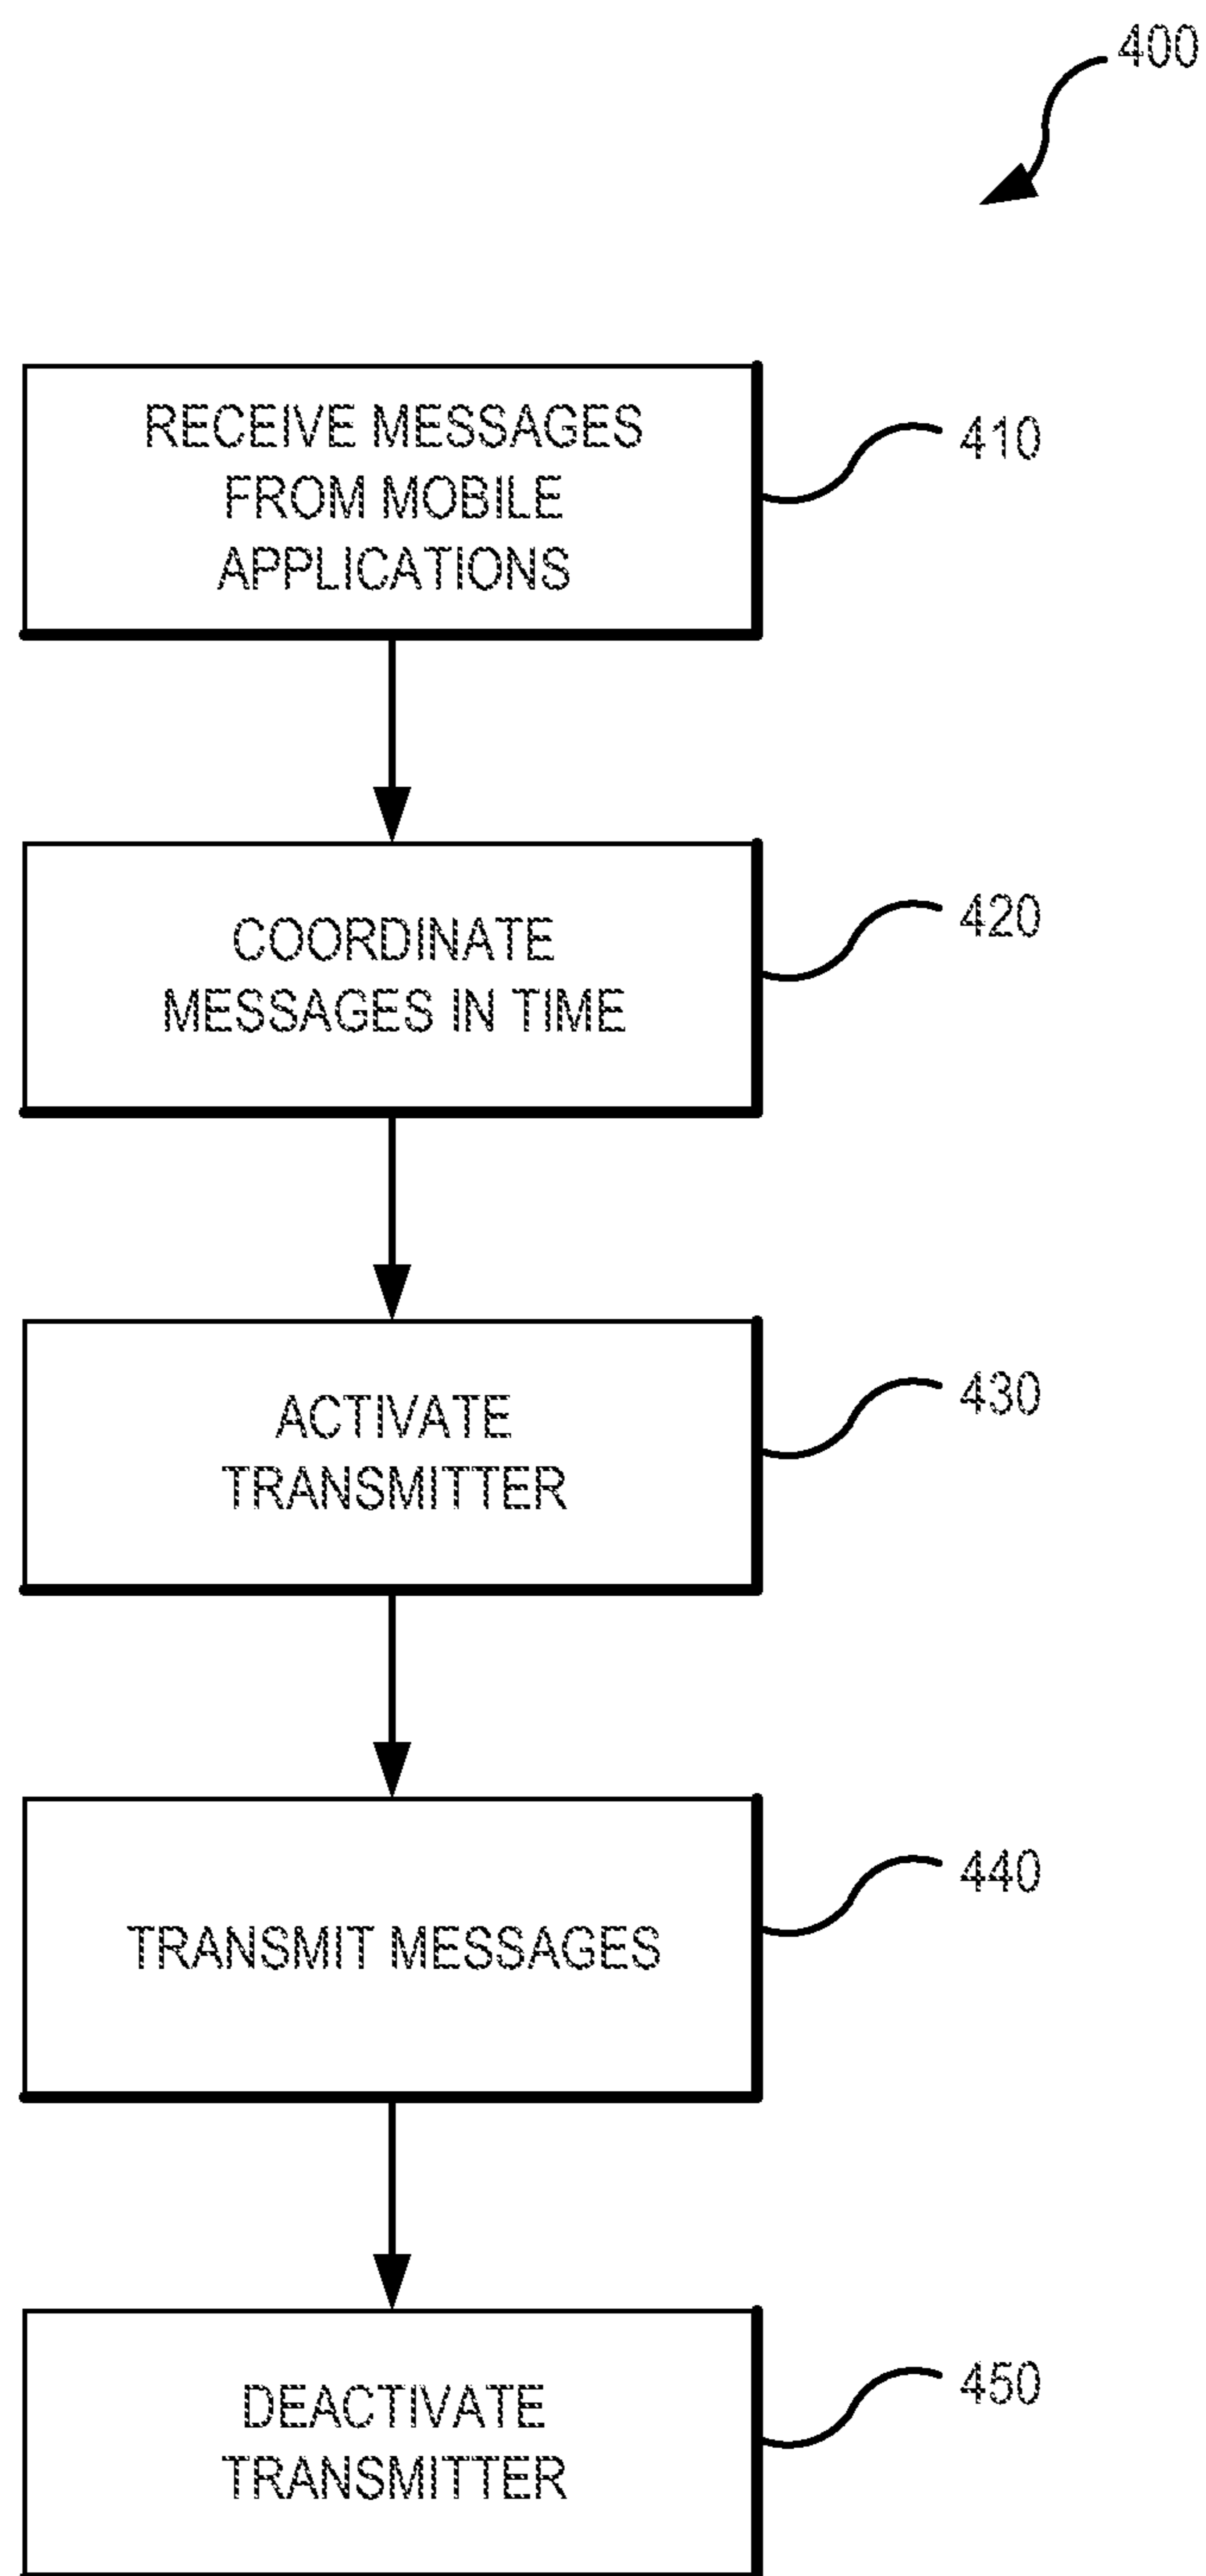 400
RECEIVE MESSAGES
FROM MOBILE
APPLICATIONS
410
COORDINATE
MESSAGES IN TIME
420
ACTIVATE
TRANSMITTER
430
TRANSMIT MESSAGES
440
DEACTIVATE
TRANSMITTER
450